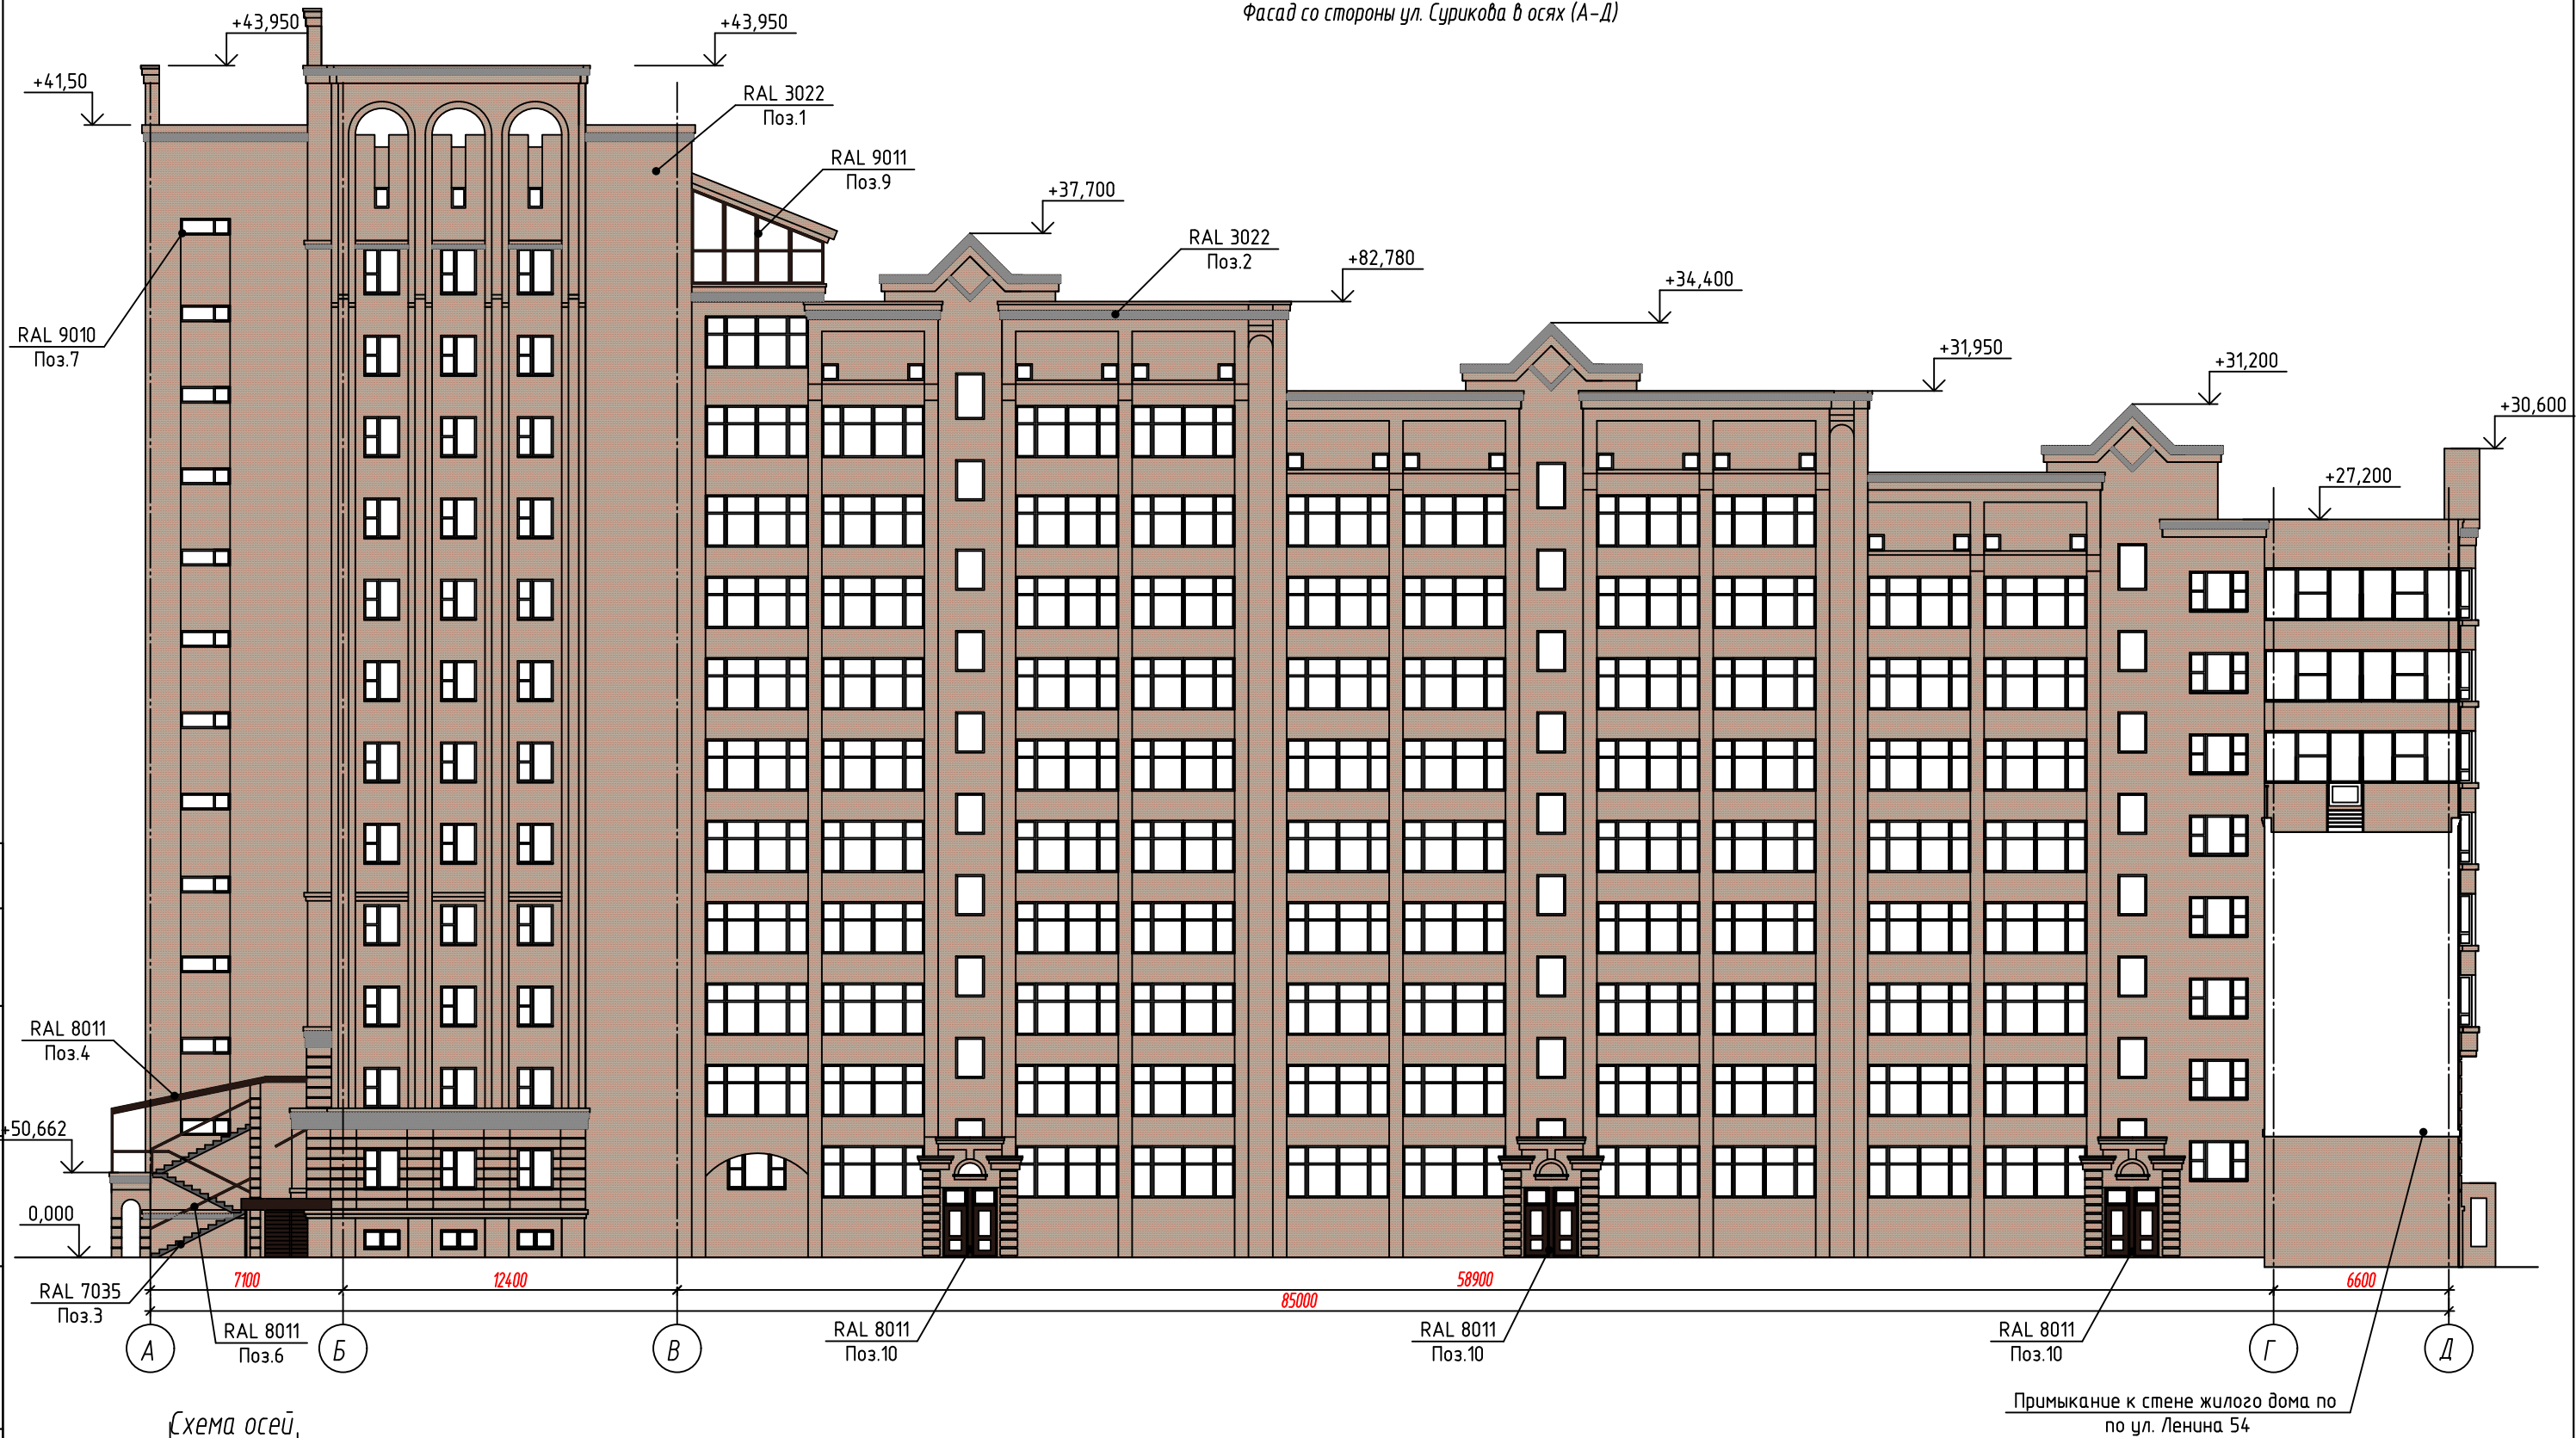 Фасад со стороны ул. Сурикова в осях (А-Д)
+43,950
+43,950
+41,50
RAL 3022
Поз.1
RAL 9011
Поз.9
+37,700
RAL 3022
Поз.2
+82,780
+34,400
RAL 9010
Поз.7
+31,950
+31,200
+30,600
+27,200
RAL 8011
Поз.4
+50,662
0,000
7100
12400
58900
6600
85000
RAL 7035
Поз.3
RAL 8011
Поз.6
RAL 8011
Поз.10
RAL 8011
Поз.10
RAL 8011
Поз.10
А
Б
В
Г
Д
Примыкание к стене жилого дома по
по ул. Ленина 54
Схема осей